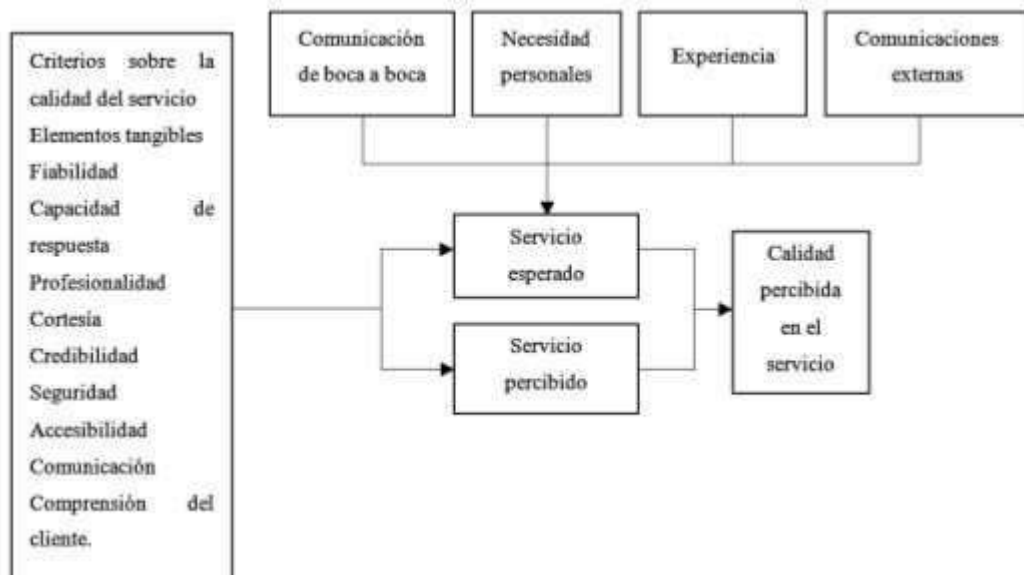 Criterios sobre la
calidad del servicio
Elementos tangibles
Fiabilidad
Capacidad de
respuesta
Profesionalidad
Cortesía
Credibilidad
Seguridad
Accesibilidad
Comunicación
Comprensión del
cliente.
Comunicación
de boca a boca
Necesidad
personales
Experiencia
Comunicaciones
externas
Servicio
esperado
Servicio
percibido
Calidad
percibida
en el
servicio